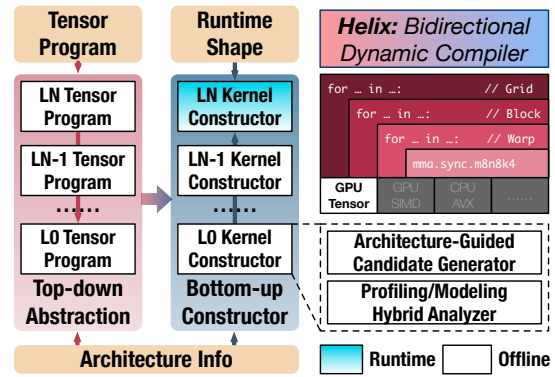 Tensor
Program
LN Tensor
Program
LN-1 Tensor
Program
......
L0 Tensor
Program
Top-down
Abstraction
Runtime
Shape
LN Kernel
Constructor
LN-1 Kernel
Constructor
......
L0 Kernel
Constructor
Bottom-up
Constructor
Architecture Info
Helix: Bidirectional
Dynamic Compiler
for … in …: // Grid
for … in …: // Block
for … in …: // Warp
mma.sync.m8n8k4
GPU
Tensor
GPU
SIMD
CPU
AVX
......
Architecture-Guided
Candidate Generator
Profiling/Modeling
Hybrid Analyzer
Runtime
Offline